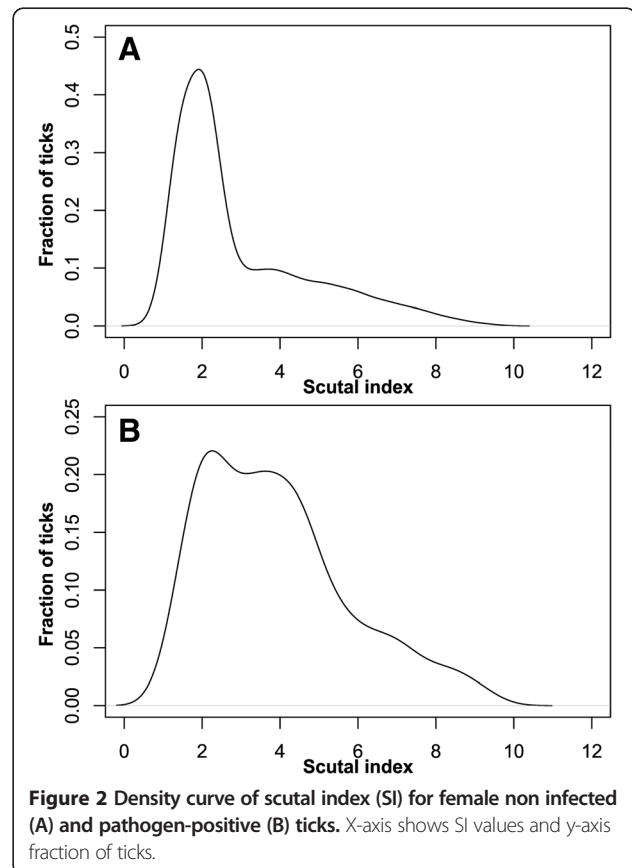 A
Fraction of ticks
0.0 0.1 0.2 0.3 0.4 0.5
0 2 4 6 8 10 12
Scutal index
B
Fraction of ticks
0.00 0.05 0.10 0.15 0.20 0.25
0 2 4 6 8 10 12
Scutal index
Figure 2 Density curve of scutal index (SI) for female non infected
(A) and pathogen-positive (B) ticks. X-axis shows SI values and y-axis
fraction of ticks.